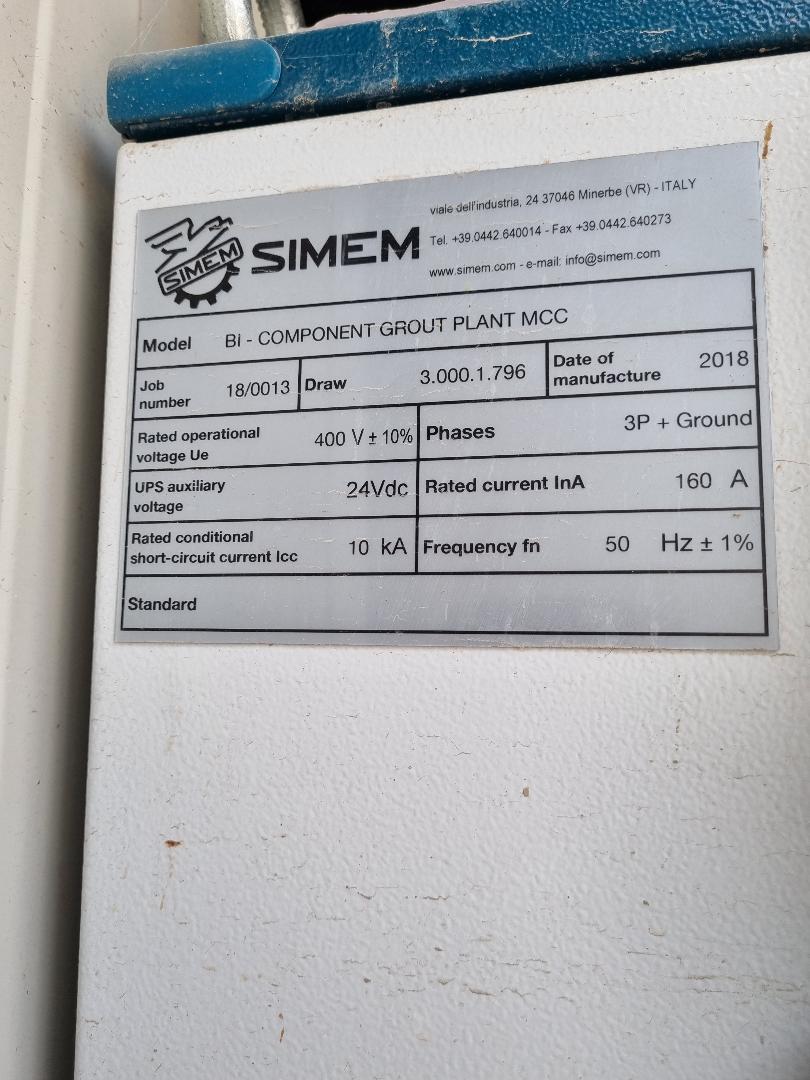 viale dell'industria, 24 37046 Minerbe (VR) - ITALY
SIMEM
SIMEM
Tel. +39.0442.640014 - Fax +39.0442.640273
www.simem.com - e-mail: info@simem.com
Model BI - COMPONENT GROUT PLANT MCC
Job number 18/0013 Draw 3.000.1.796 Date of manufacture 2018
Rated operational voltage Ue 400 V ± 10% Phases 3P + Ground
UPS auxiliary voltage 24Vdc Rated current InA 160 A
Rated conditional short-circuit current Icc 10 kA Frequency fn 50 Hz ± 1%
Standard